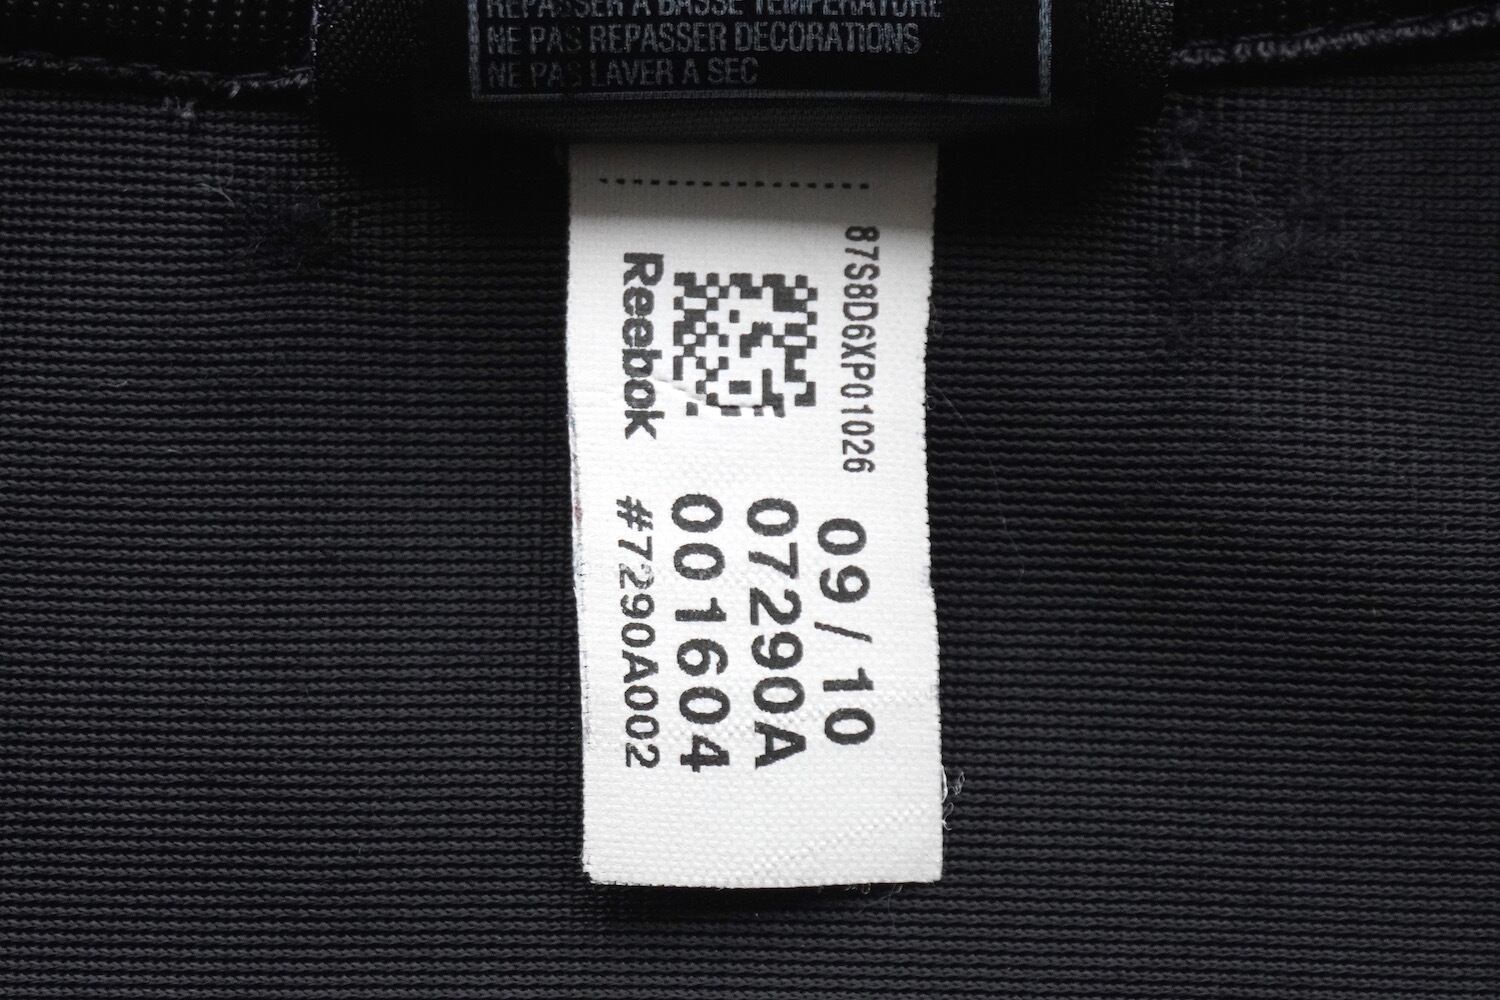 REPASSER A BASSE TEMPERATURE
NE PAS REPASSER DECORATIONS
NE PAS LAVER A SEC
87S8D6XP01026
09/10
07290A
001604
#7290A002
Reebok